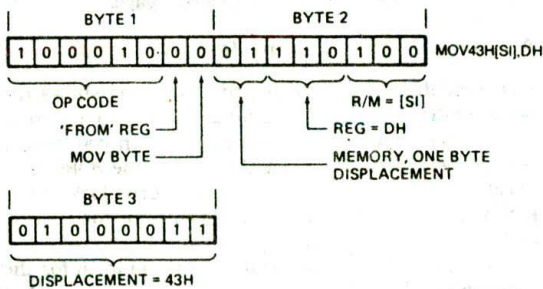 BYTE 1 BYTE 2
1 0 0 0 1 0 0 0 0 1 1 1 0 1 0 0 MOV43H[SI],DH
OP CODE R/M = [SI]
'FROM' REG REG = DH
MOV BYTE MEMORY, ONE BYTE
DISPLACEMENT
BYTE 3
0 1 0 0 0 0 1 1
DISPLACEMENT = 43H